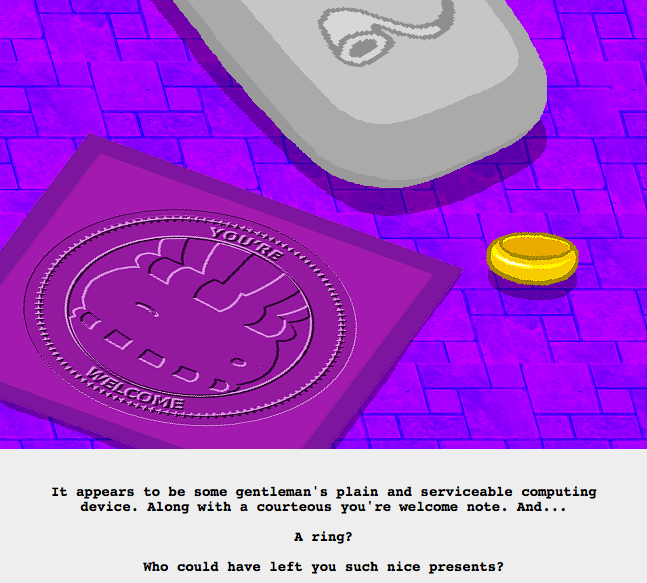 YOU'RE
WELCOME
It appears to be some gentleman's plain and serviceable computing
device. Along with a courteous you're welcome note. And...
A ring?
Who could have left you such nice presents?